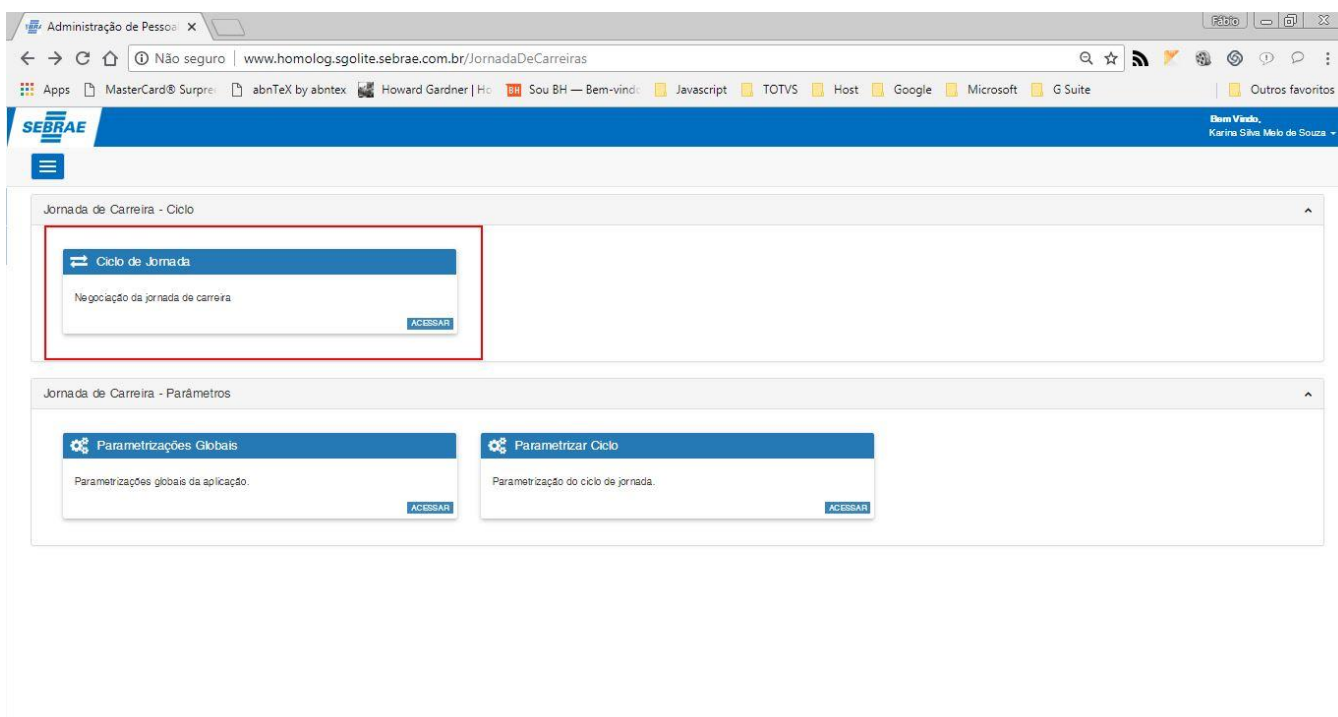 Administração de Pessoa
Fábio
Não seguro
www.homolog.sgolite.sebrae.com.br/JornadaDeCarreiras
Apps
MasterCard® Surpre
abnTeX by abntex
Howard Gardner | Ho
BH
Sou BH — Bem-vind
Javascript
TOTVS
Host
Google
Microsoft
G Suite
Outros favoritos
SEBRAE
Bem Vindo,
Karina Silva Melo de Souza
Jornada de Carreira - Ciclo
Ciclo de Jornada
Negociação da jornada de carreira
ACESSAR
Jornada de Carreira - Parâmetros
Parametrizações Globais
Parametrizações globais da aplicação.
ACESSAR
Parametrizar Ciclo
Parametrização do ciclo de jornada.
ACESSAR